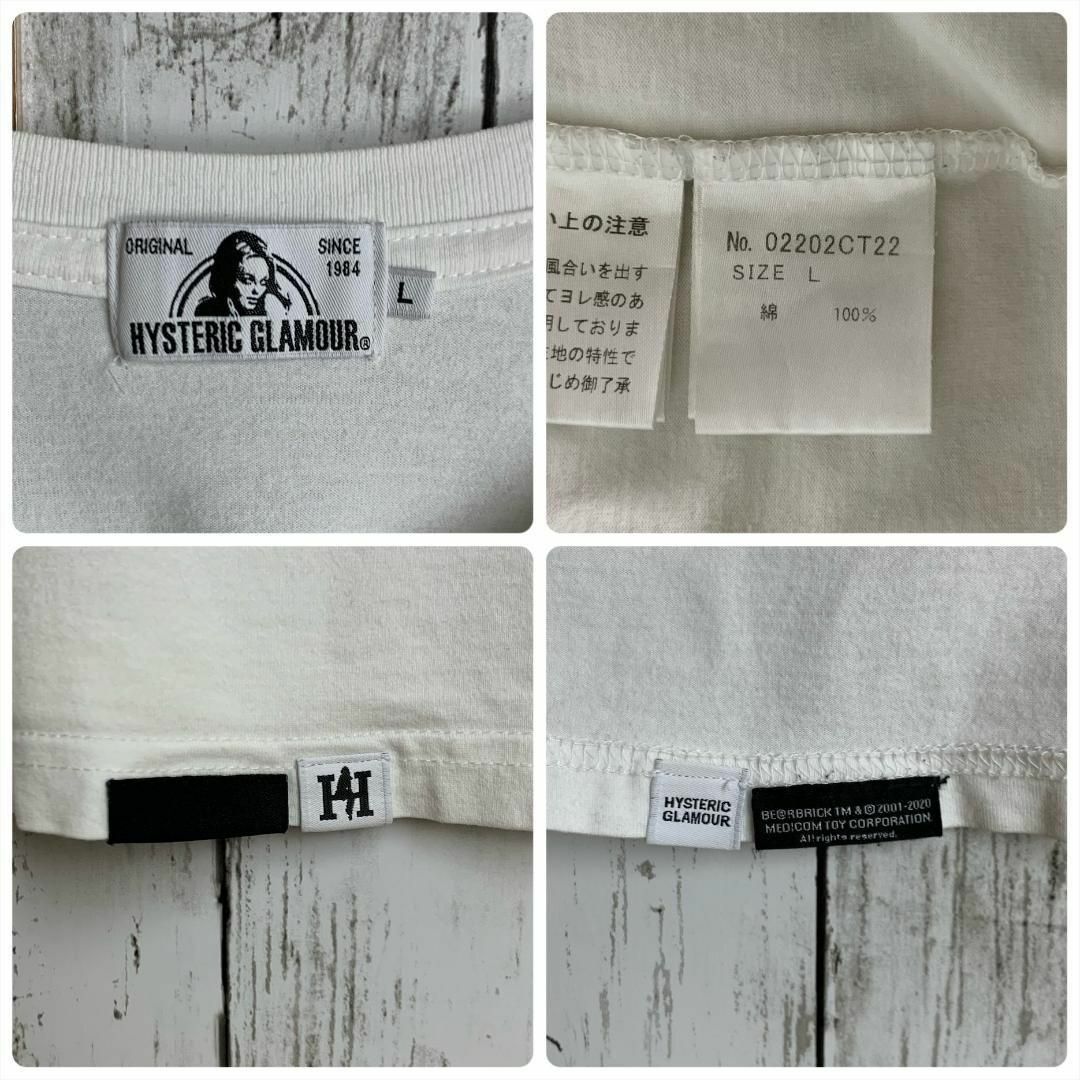 ORIGINAL
SINCE
1984
HYSTERIC GLAMOUR®
L
い上の注意
風合いを出す
てヨレ感のあ
用しておりま
生地の特性で
じめ御了承
No. 02202CT22
SIZE L
綿 100%
H H
HYSTERIC
GLAMOUR
BE@RBRICK TM & © 2001-2020
MEDICOM TOY CORPORATION.
All rights reserved.